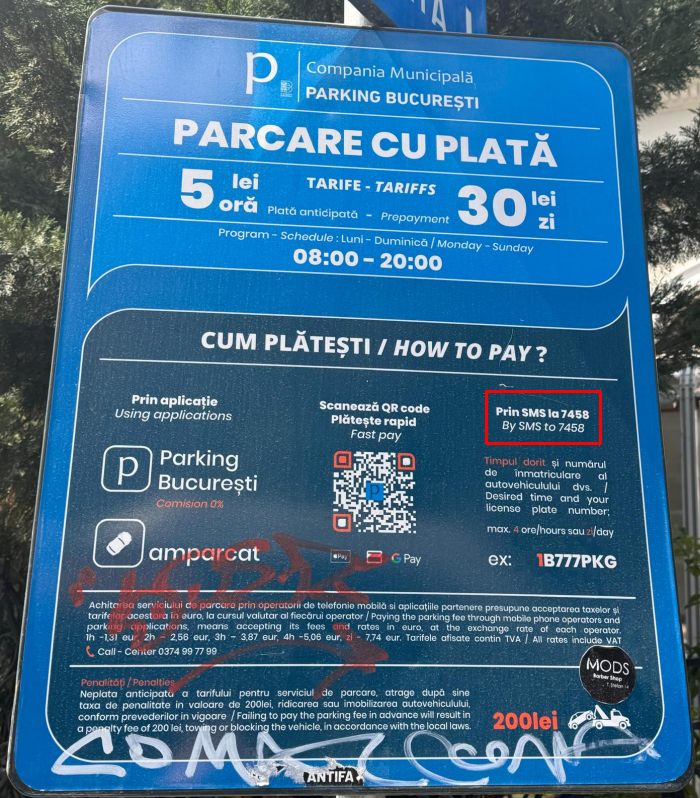 TA
P
Compania Municipală
PARKING BUCUREȘTI
PARCARE CU PLATĂ
5 lei oră
TARIFE - TARIFFS
30 lei zi
Plată anticipată - Prepayment
Program - Schedule : Luni - Duminică / Monday - Sunday
08:00 – 20:00
CUM PLĂTEȘTI / HOW TO PAY ?
Prin aplicație
Using applications
P Parking
București
Comision 0%
amparcat
Scanează QR code
Plătește rapid
Fast pay
P
Pay
G Pay
Prin SMS la 7458
By SMS to 7458
Timpul dorit și numărul
de inmatriculare al
autovehiculului dvs. /
Desired time and your
license plate number;
max. 4 ore/hours sau zi/day
ex: 1B777PKG
Achitarea serviciului de parcare prin operatorii de telefonie mobilă si aplicațiile partenere presupune acceptarea taxelor și
tarifelor acestora în euro, la cursul valutar al fiecărui operator / Paying the parking fee through mobile phone operators and
parking applications, means accepting its fees and rates in euro, at the exchange rate of each operator.
1h -1,31 eur, 2h - 2,56 eur, 3h – 3,87 eur, 4h -5,06 eur, zi - 7,74 eur. Tarifele afisate contin TVA / All rates include VAT
Call - Center 0374 99 77 99
MODS
Barber Shop
Penalități / Penalties
Neplata anticipată a tarifului pentru serviciul de parcare, atrage după sine
taxa de penalitate in valoare de 200lei, ridicarea sau imobilizarea autovehiculului,
conform prevederilor in vigoare / Failing to pay the parking fee in advance will result in
a penalty fee of 200 lei, towing or blocking the vehicle, in accordance with the local laws.
200lei
ANTIFA